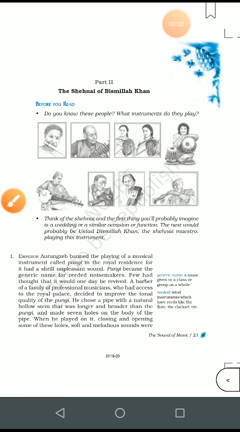 Part II
The Shehnai of Bismillah Khan
BEFORE YOU READ
• Do you know these people? What instruments do they play?
• Think of the shehnai and the first thing you'll probably imagine
is a wedding or a similar occasion or function. The next would
probably be Ustad Bismillah Khan, the shehnai maestro,
playing this instrument.
1. EMPEROR Aurangzeb banned the playing of a musical
instrument called pungi in the royal residence for
it had a shrill unpleasant sound. Pungi became the
generic name for reeded noisemakers. Few had
thought that it would one day be revived. A barber
of a family of professional musicians, who had access
to the royal palace, decided to improve the tonal
quality of the pungi. He chose a pipe with a natural
hollow stem that was longer and broader than the
pungi, and made seven holes on the body of the
pipe. When he played on it, closing and opening
some of these holes, soft and melodious sounds were
generic name: a name
given to a class or
group as a whole
reeded: wind
instruments which
have reeds like the
flute, the clarinet, etc.
The Sound of Music / 23
2019-20